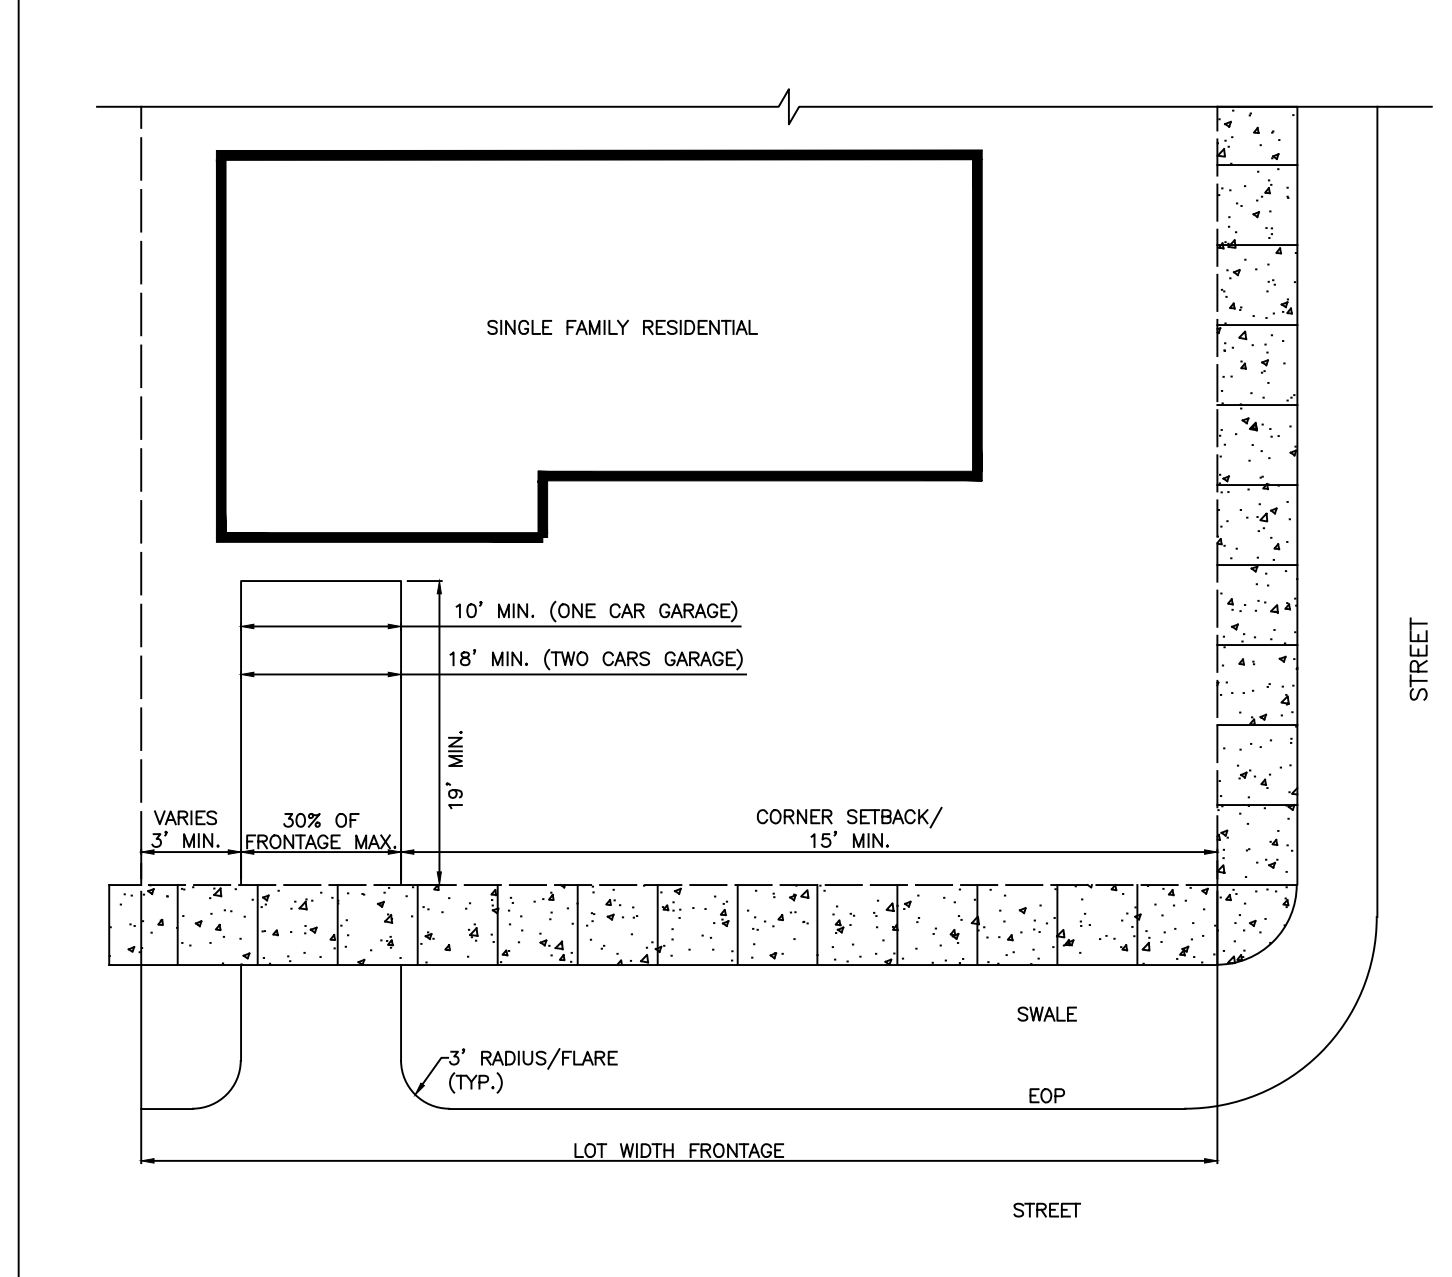 SINGLE FAMILY RESIDENTIAL
10' MIN. (ONE CAR GARAGE)
18' MIN. (TWO CARS GARAGE)
STREET
19' MIN.
VARIES
3' MIN.
30% OF
FRONTAGE MAX.
CORNER SETBACK/
15' MIN.
SWALE
3' RADIUS/FLARE
(TYP.)
EOP
LOT WIDTH FRONTAGE
STREET